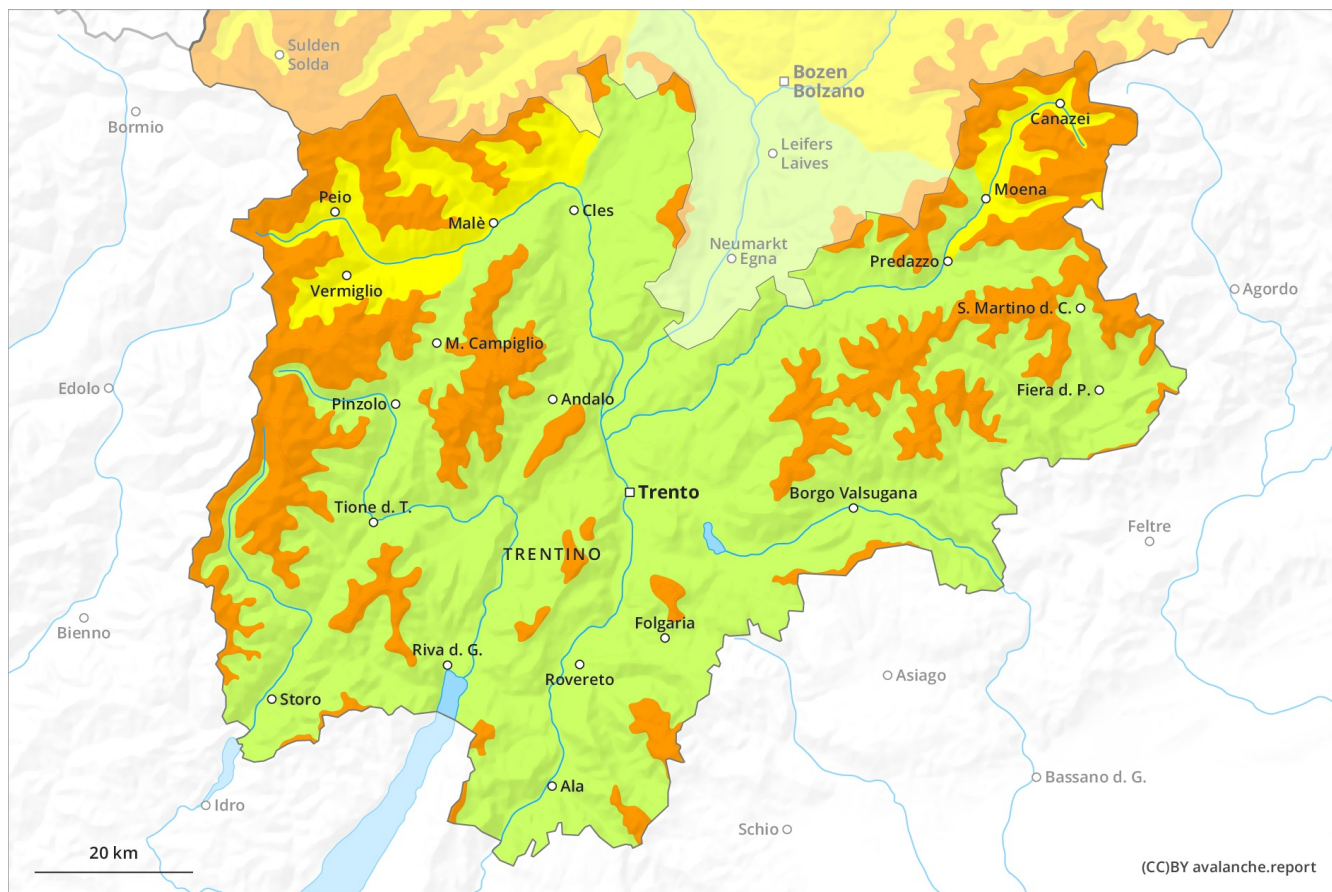 Sulden
Solda
Bozen
Bolzano
Bormio
Canazei
Leifers
Laives
Peio
Moena
Malè
Cles
Neumarkt
Egna
Predazzo
Vermiglio
Agordo
S. Martino d. C.
M. Campiglio
Edolo
Fiera d. P.
Pinzolo
Andalo
Trento
Borgo Valsugana
Tione d. T.
Feltre
TRENTINO
Bienno
Folgaria
Riva d. G.
Asiago
Rovereto
Storo
Bassano d. G.
Ala
Idro
Schio
20 km
(CC)BY avalanche.report